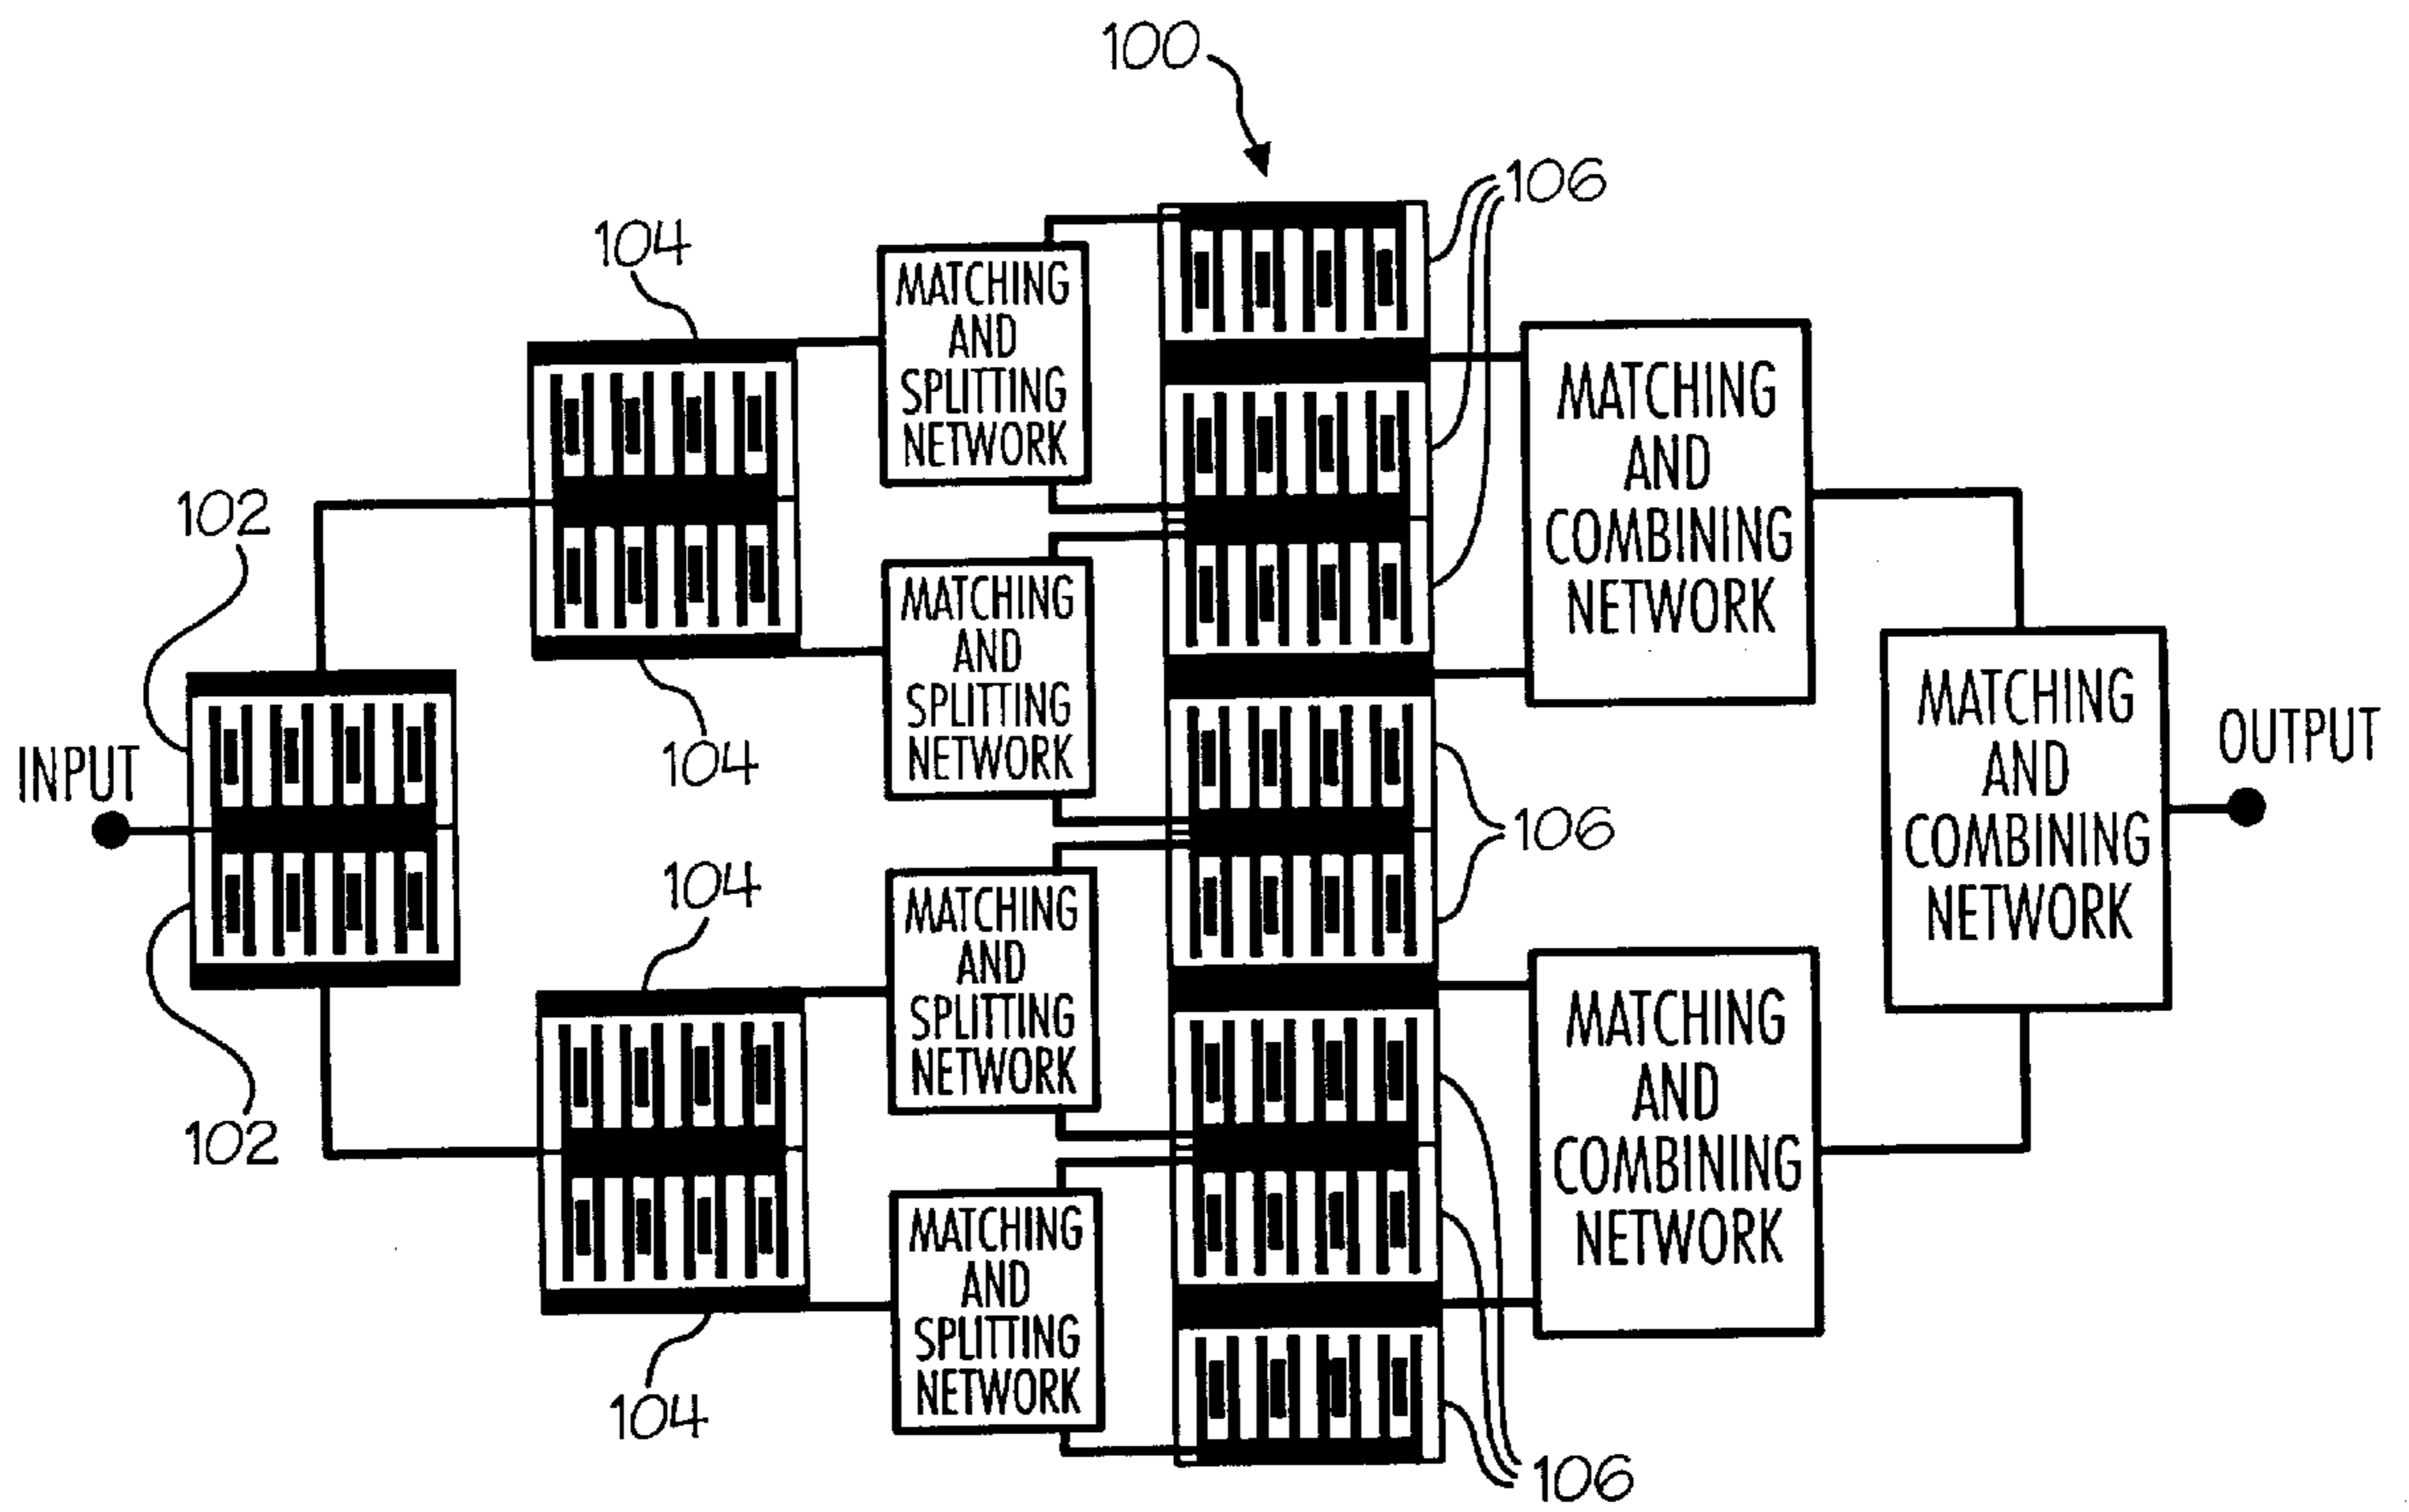 100
106
104
MATCHING
AND
SPLITTING
NETWORK
MATCHING
AND
COMBINING
NETWORK
102
MATCHING
AND
SPLITTING
NETWORK
104
INPUT
106
MATCHING
AND
COMBINING
NETWORK
OUTPUT
104
MATCHING
AND
SPLITTING
NETWORK
MATCHING
AND
COMBINING
NETWORK
102
MATCHING
AND
SPLITTING
NETWORK
104
106